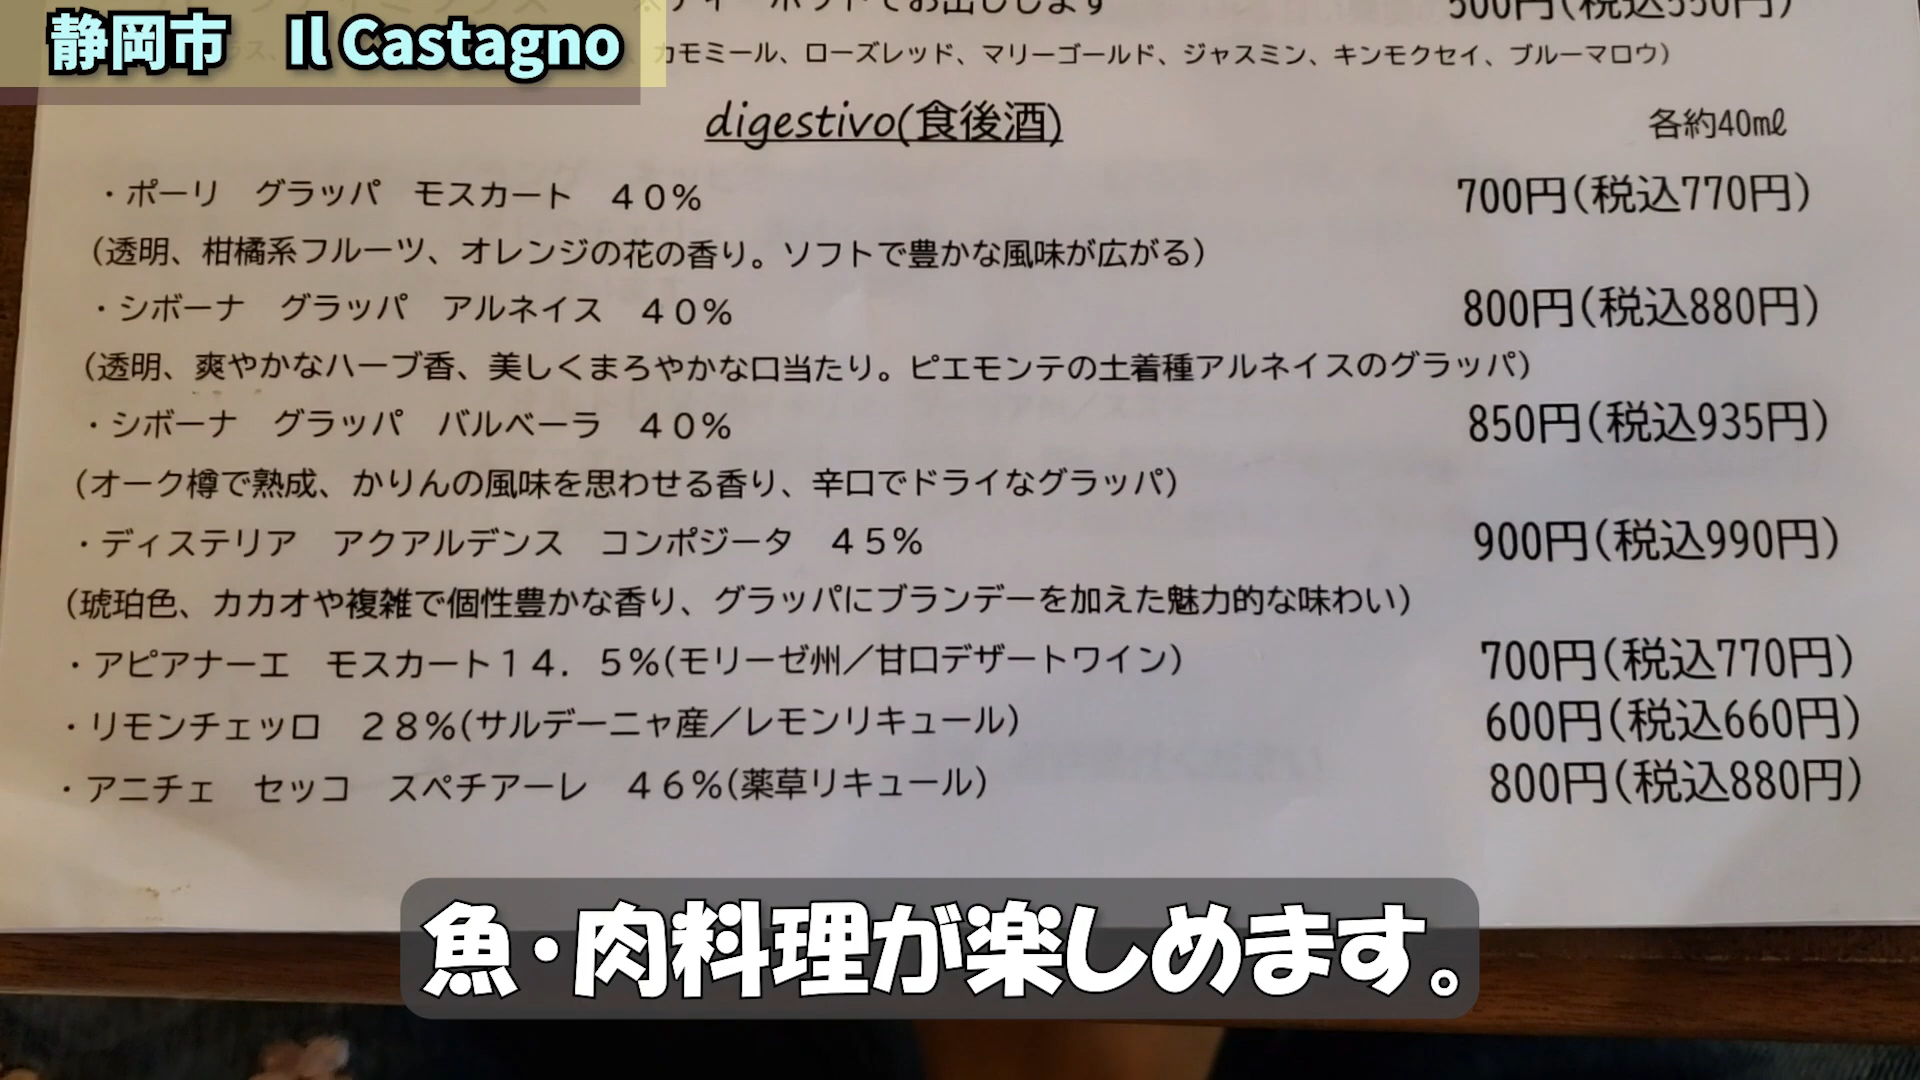 静岡市　Il Castagno
500円(税込550円)
カモミール、ローズレッド、マリーゴールド、ジャスミン、キンモクセイ、ブルーマロウ)
digestivo(食後酒)　各約40㎖
・ポーリ　グラッパ　モスカート　40%　700円(税込770円)
(透明、柑橘系フルーツ、オレンジの花の香り。ソフトで豊かな風味が広がる)
・シボーナ　グラッパ　アルネイス　40%　800円(税込880円)
(透明、爽やかなハーブ香、美しくまろやかな口当たり。ピエモンテの土着種アルネイスのグラッパ)
・シボーナ　グラッパ　バルベーラ　40%　850円(税込935円)
(オーク樽で熟成、かりんの風味を思わせる香り、辛口でドライなグラッパ)
・ディステリア　アクアルデンス　コンポジータ　45%　900円(税込990円)
(琥珀色、カカオや複雑で個性豊かな香り、グラッパにブランデーを加えた魅力的な味わい)
・アピアナーエ　モスカート14．5%(モリーゼ州／甘口デザートワイン)　700円(税込770円)
・リモンチェッロ　28%(サルデーニャ産／レモンリキュール)　600円(税込660円)
・アニチェ　セッコ　スペチアーレ　46%(薬草リキュール)　800円(税込880円)
魚・肉料理が楽しめます。